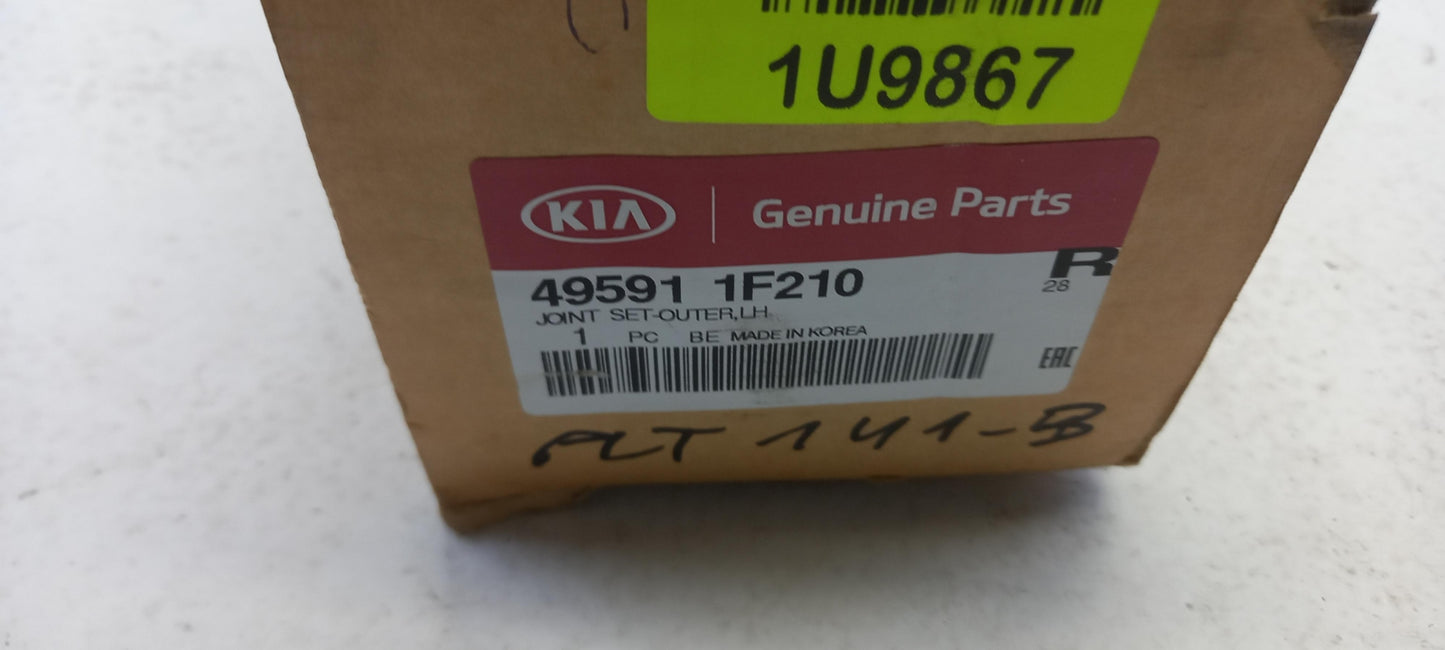 1U9867
KIA Genuine Parts
49591 1F210 R
JOINT SET-OUTER,LH 28
1 PC BE MADE IN KOREA
EAC
PLT 141-B